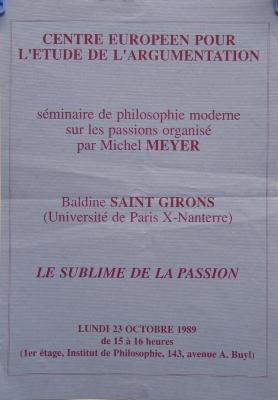 CENTRE EUROPEEN POUR
L'ETUDE DE L'ARGUMENTATION
séminaire de philosophie moderne
sur les passions organisé
par Michel MEYER
Baldine SAINT GIRONS
(Université de Paris X-Nanterre)
LE SUBLIME DE LA PASSION
LUNDI 23 OCTOBRE 1989
de 15 à 16 heures
(1er étage, Institut de Philosophie, 143, avenue A. Buyl)